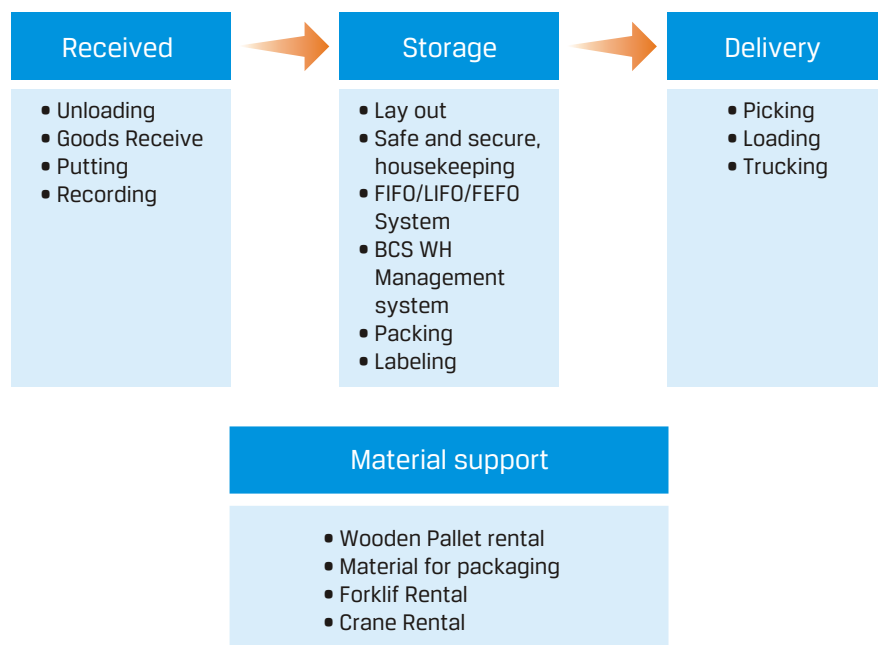 Received
• Unloading
• Goods Receive
• Putting
• Recording
Storage
• Lay out
• Safe and secure,
housekeeping
• FIFO/LIFO/FEFO
System
• BCS WH
Management
system
• Packing
• Labeling
Delivery
• Picking
• Loading
• Trucking
Material support
• Wooden Pallet rental
• Material for packaging
• Forklif Rental
• Crane Rental